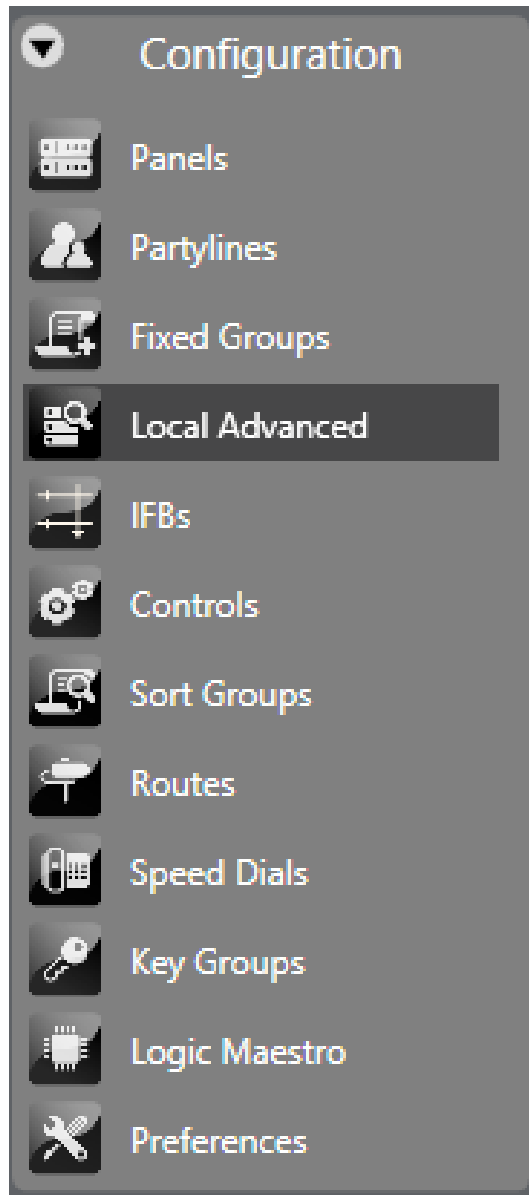 Configuration
Panels
Partylines
Fixed Groups
Local Advanced
IFBs
Controls
Sort Groups
Routes
Speed Dials
Key Groups
Logic Maestro
Preferences